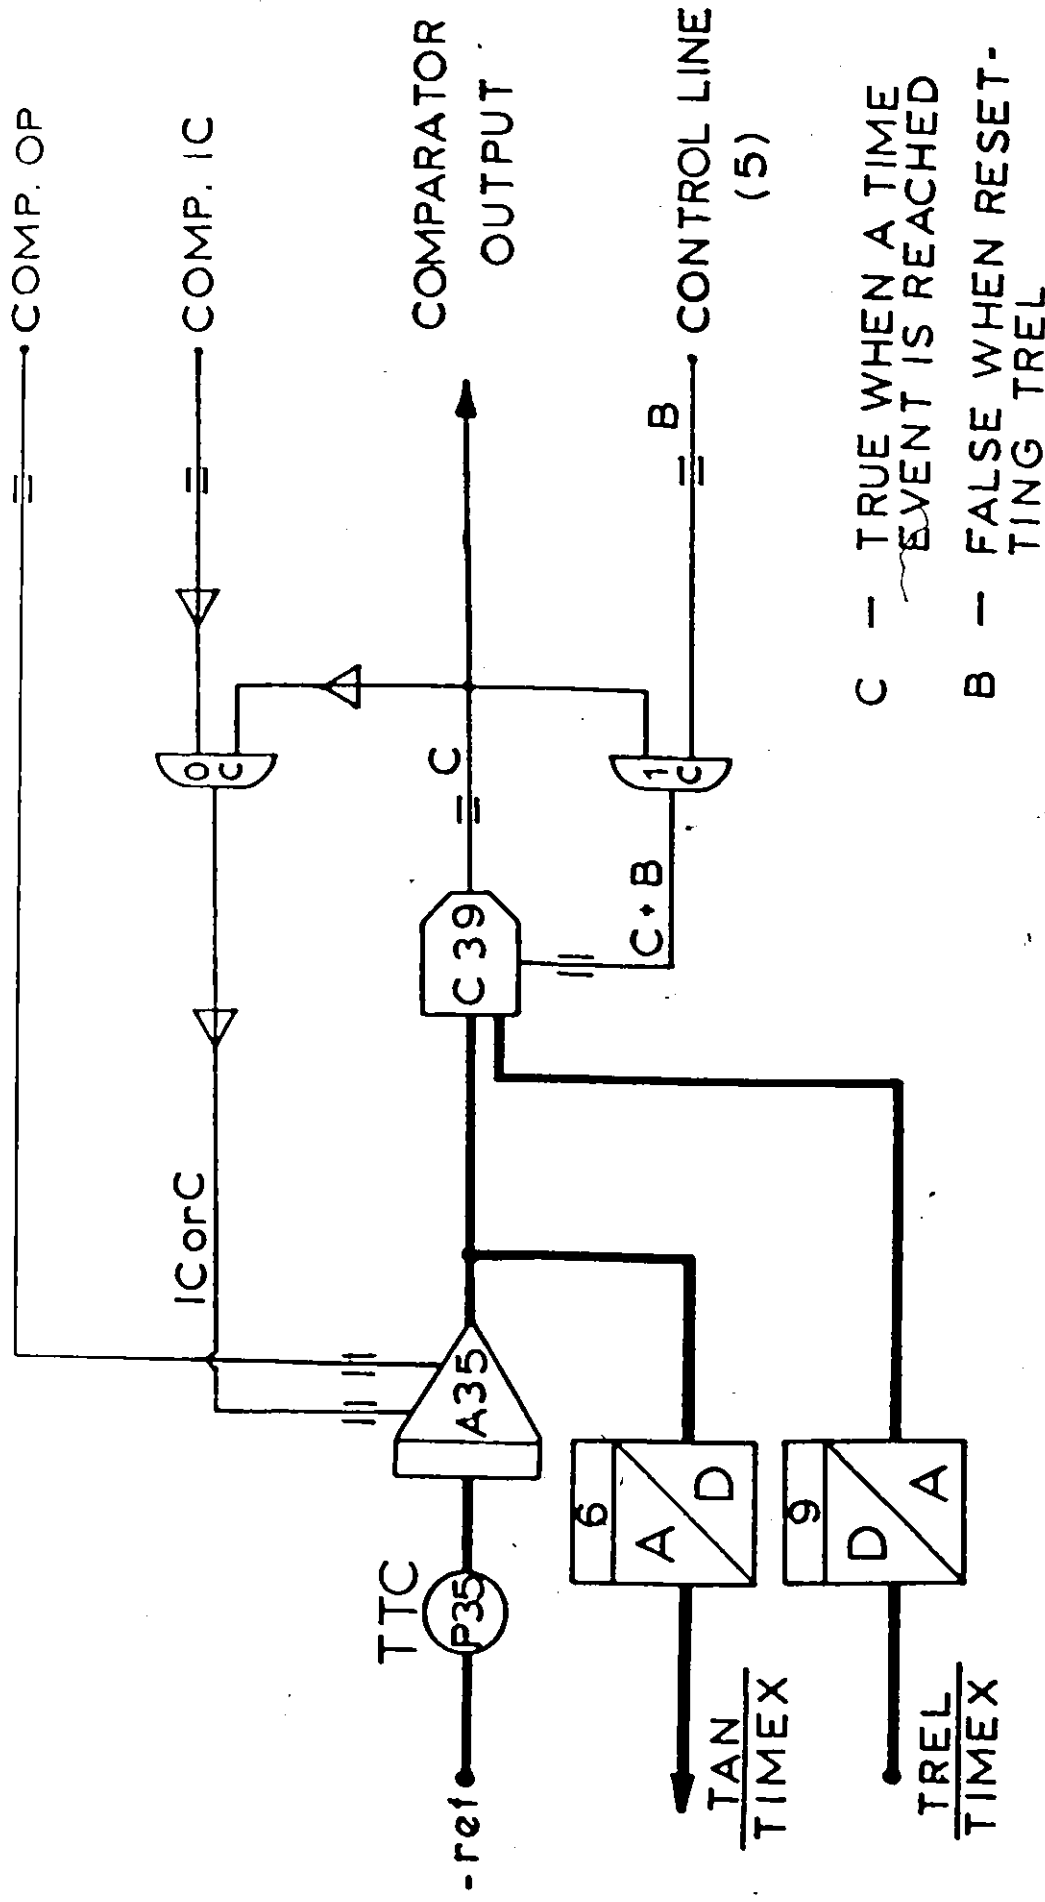 COMP. OP
COMP. IC
COMPARATOR
OUTPUT
CONTROL LINE
(5)
IC or C
O
C
C
1
C
B
C+B
C 39
A35
TTC
P35
-ref
6
A
D
9
D
A
TAN
TIMEX
TREL
TIMEX
C — TRUE WHEN A TIME
EVENT IS REACHED
B — FALSE WHEN RESET-
TING TREL